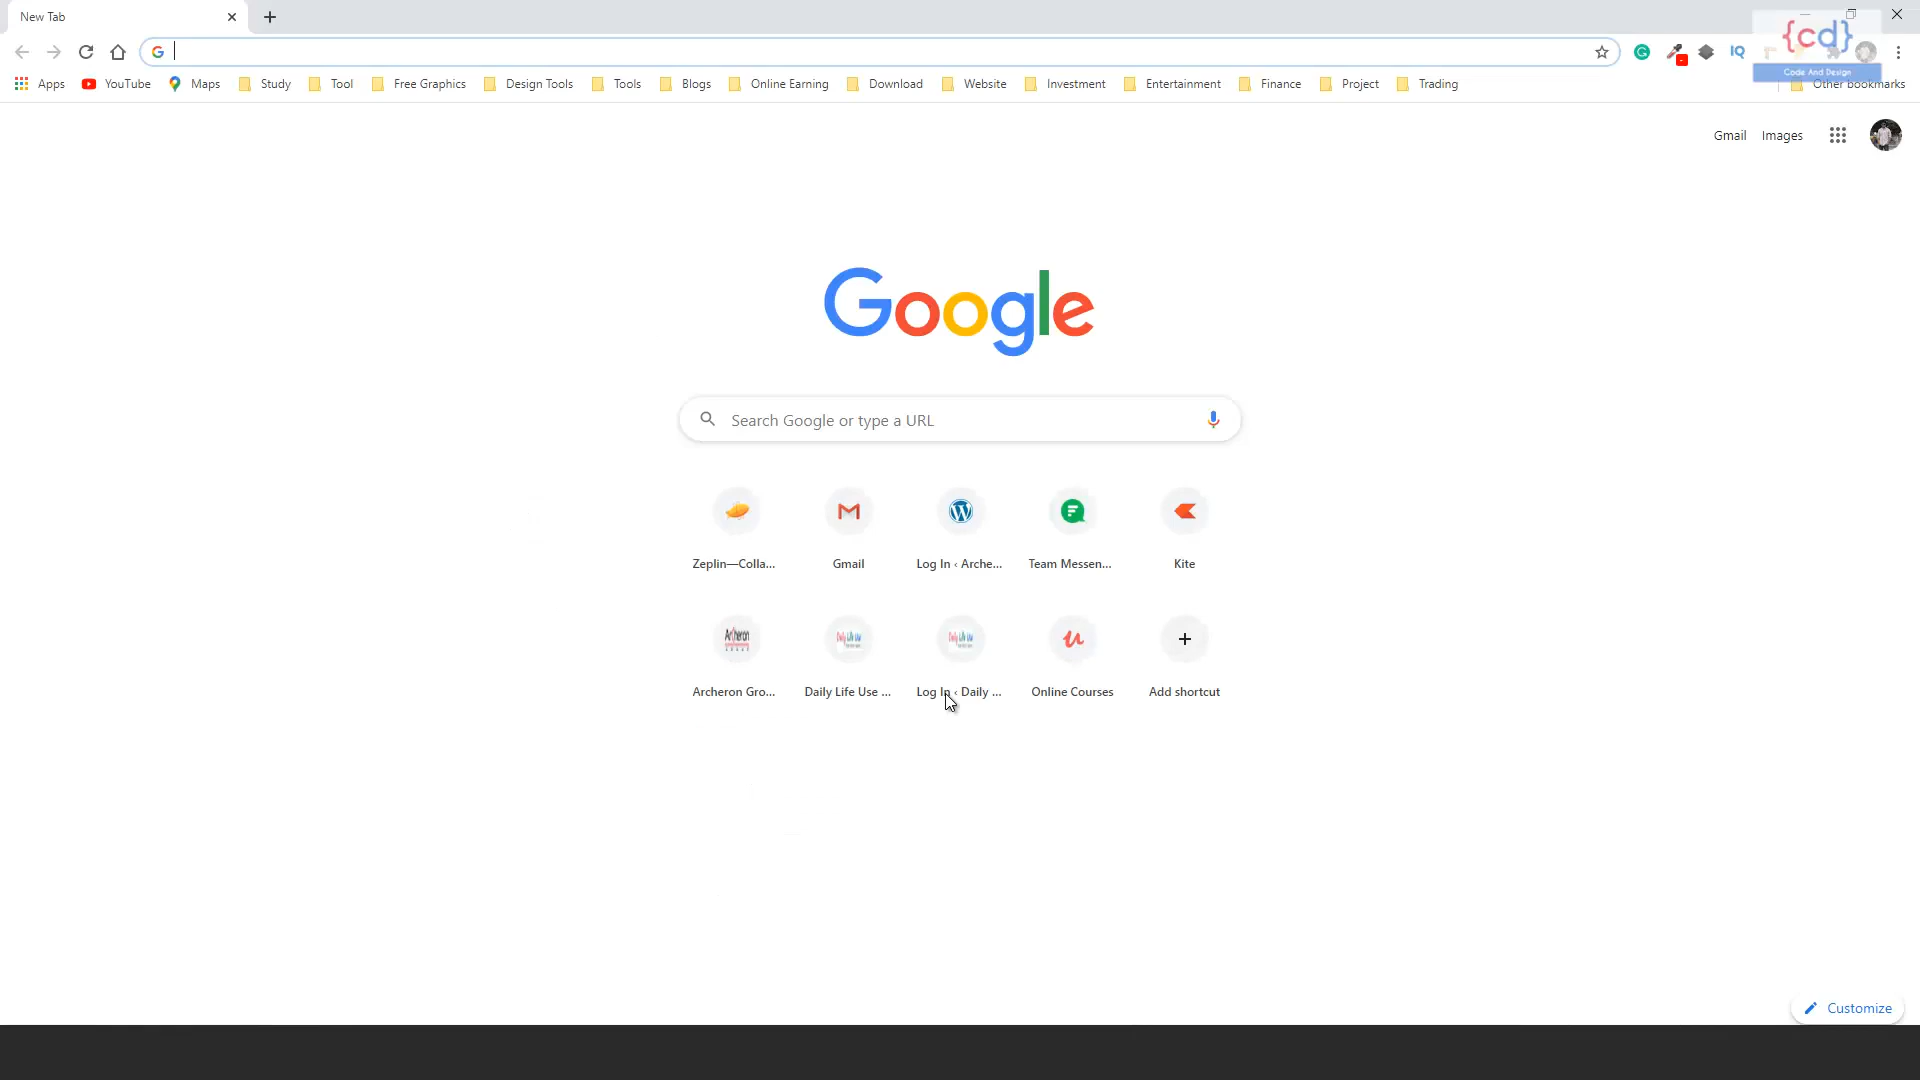 New Tab
{cd}
Code And Design
Apps YouTube Maps Study Tool Free Graphics Design Tools Tools Blogs Online Earning Download Website Investment Entertainment Finance Project Trading Other bookmarks
IQ
Gmail Images
Google
Search Google or type a URL
Zeplin—Colla... Gmail Log In ‹ Arche... Team Messen... Kite
Archeron Gro... Daily Life Use ... Log In ‹ Daily ... Online Courses Add shortcut
Customize